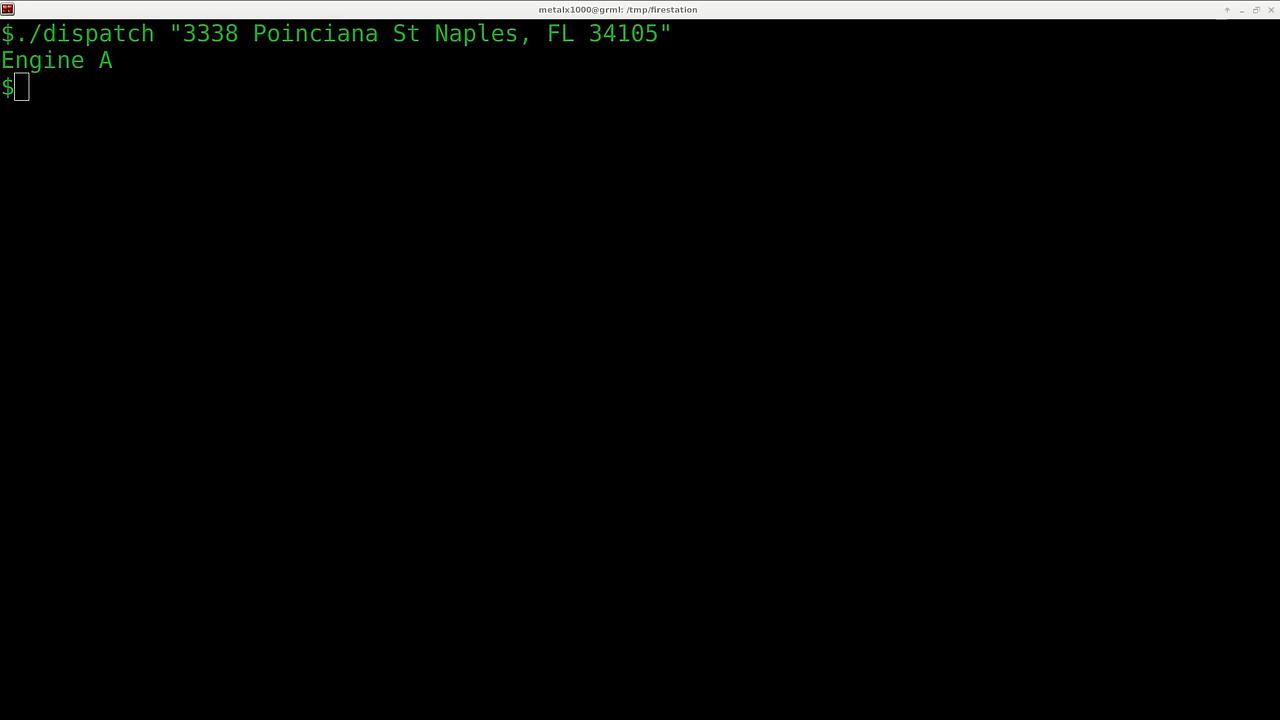 metalx1000@grml: /tmp/firestation
$./dispatch "3338 Poinciana St Naples, FL 34105"
Engine A
$